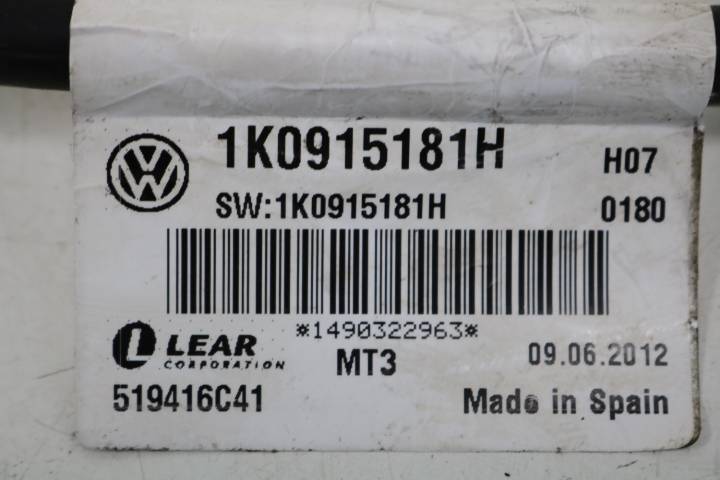 1K0915181H H07
SW:1K0915181H 0180
*1490322963*
LEAR
CORPORATION
MT3 09.06.2012
519416C41 Made in Spain